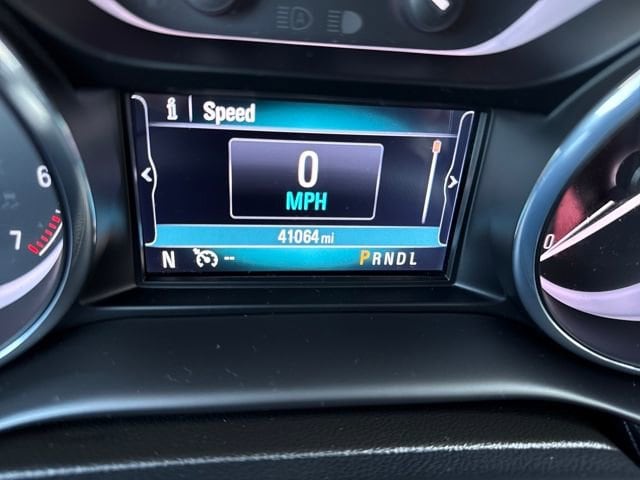 i Speed
0
MPH
41064 mi
N -- PRNDL
6
7
0